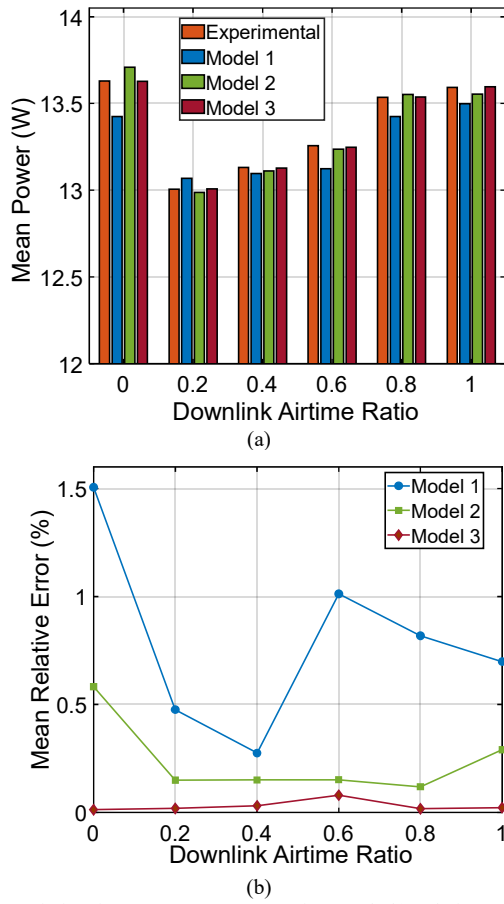 14
13.5
13
12.5
12
Mean Power (W)
Experimental
Model 1
Model 2
Model 3
0 0.2 0.4 0.6 0.8 1
Downlink Airtime Ratio
(a)
1.5
1
0.5
0
Mean Relative Error (%)
Model 1
Model 2
Model 3
0 0.2 0.4 0.6 0.8 1
Downlink Airtime Ratio
(b)